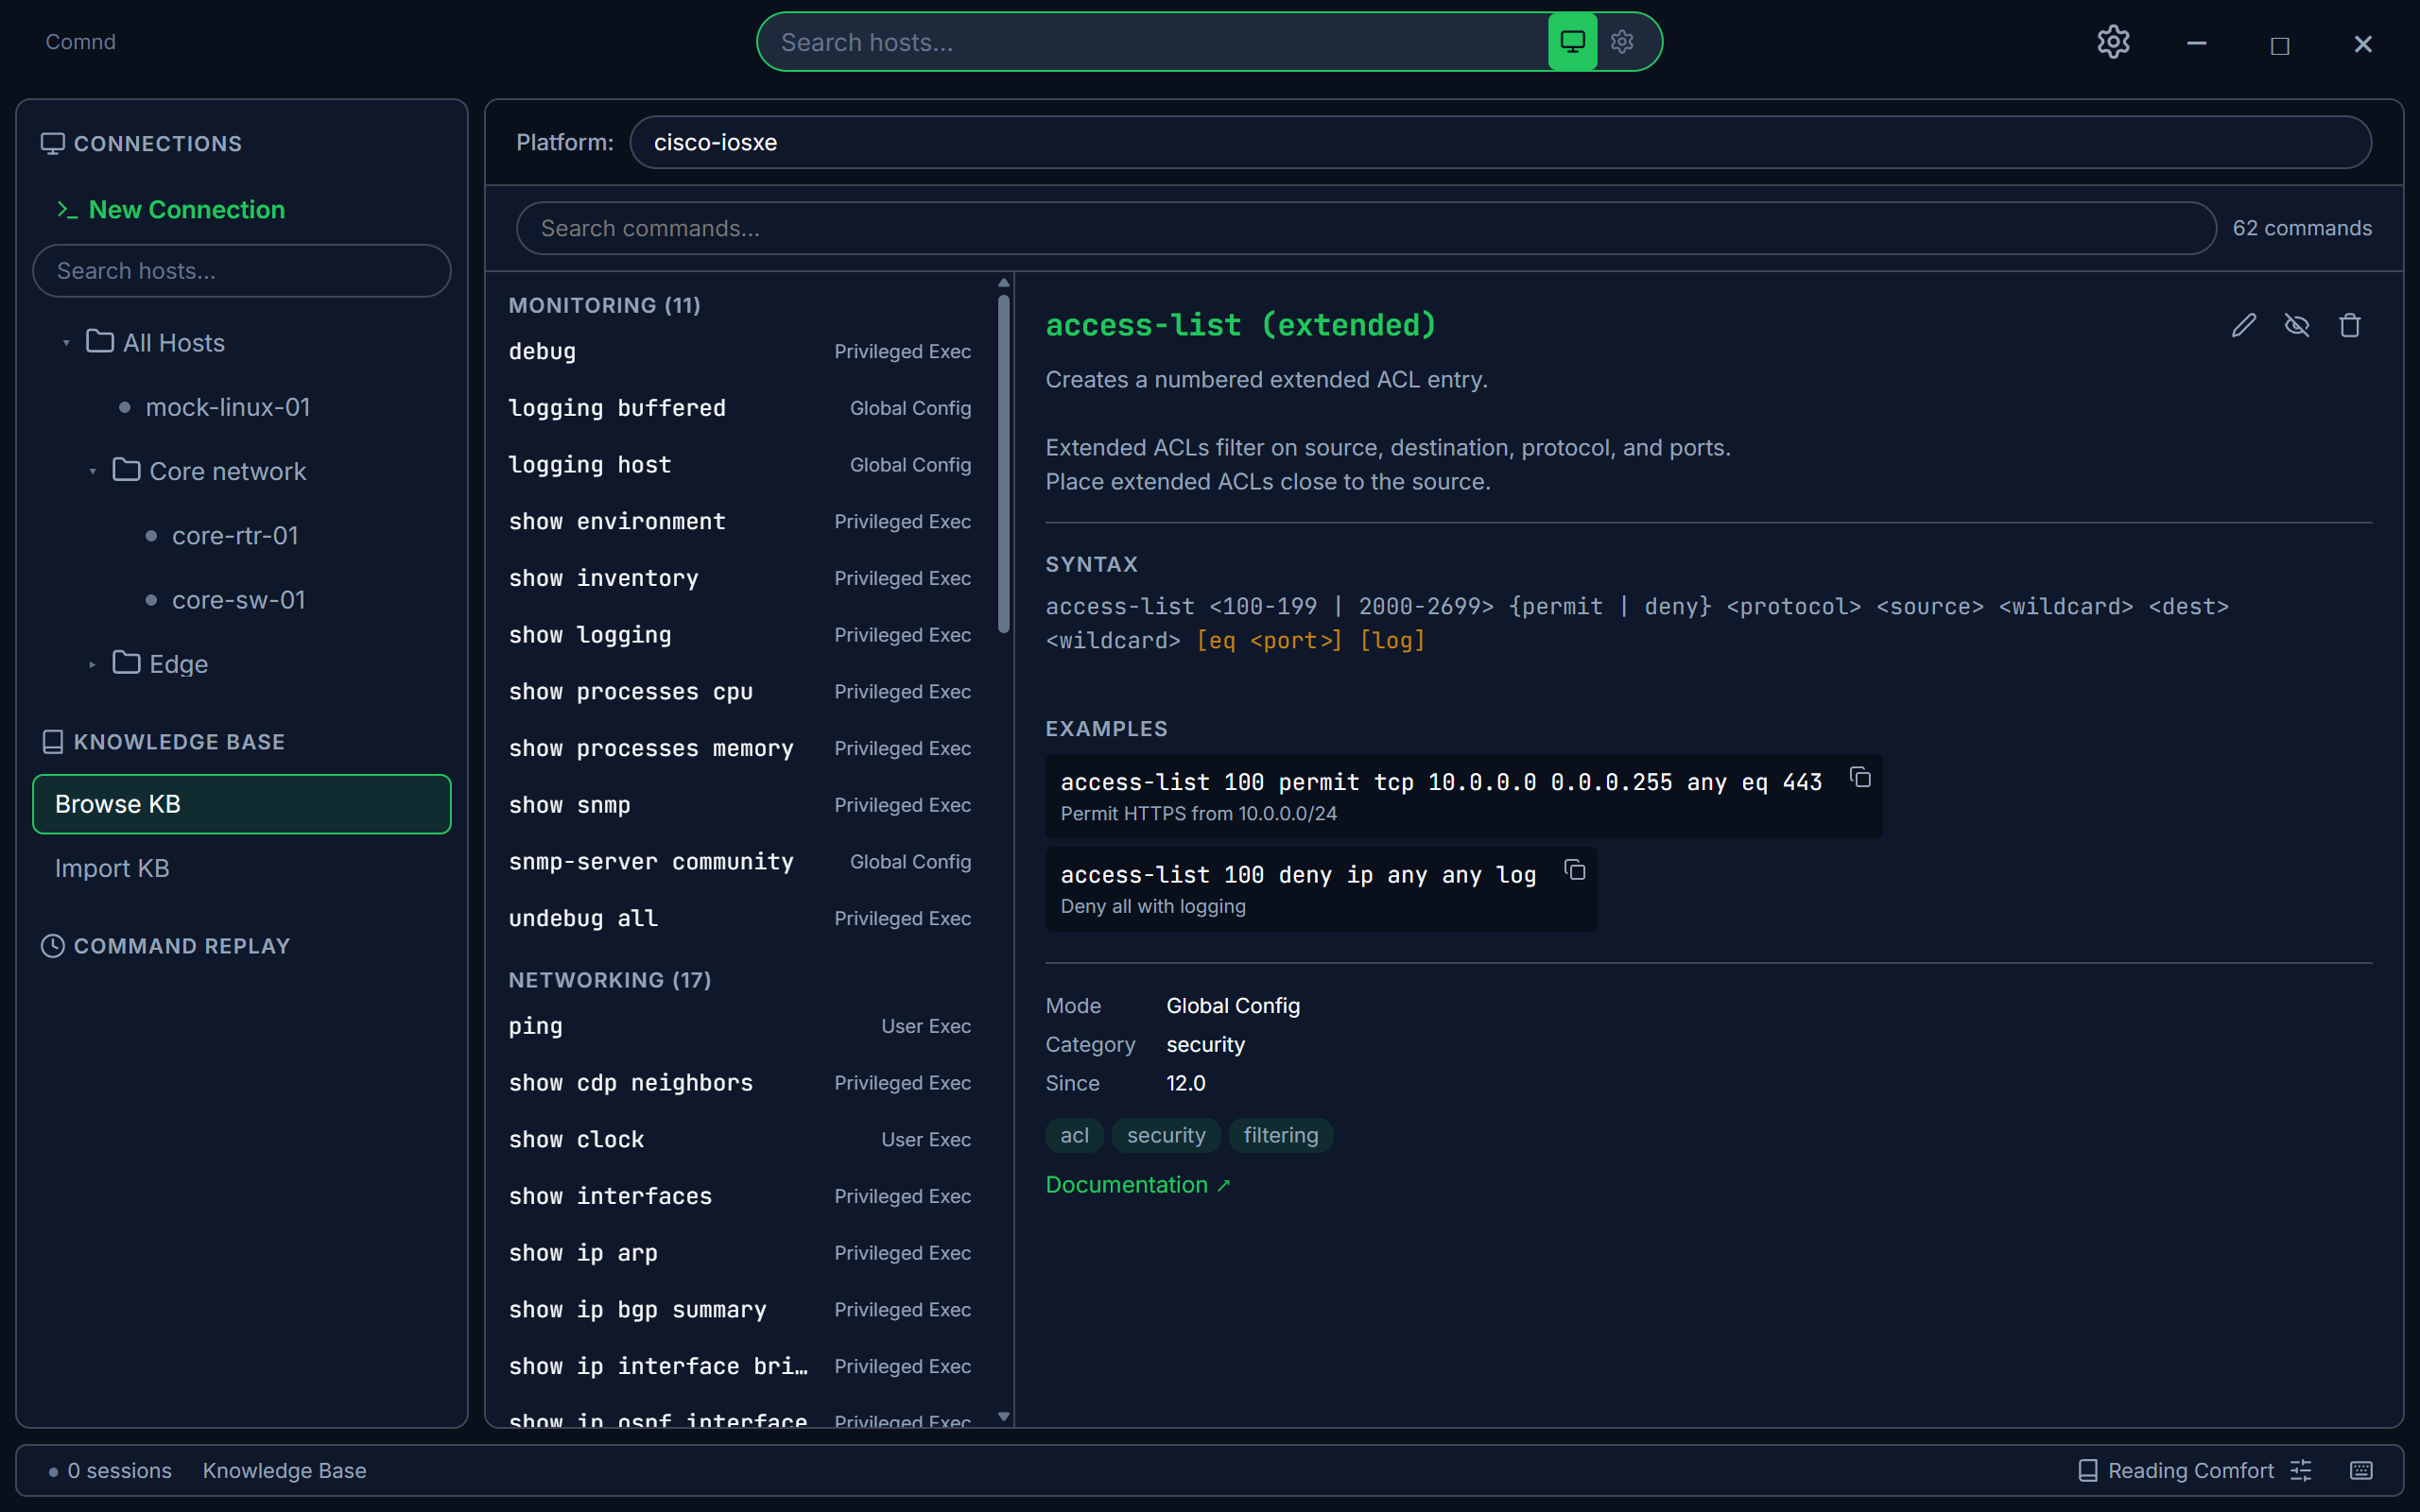 Comnd
Search hosts...
CONNECTIONS
New Connection
Search hosts...
All Hosts
mock-linux-01
Core network
core-rtr-01
core-sw-01
Edge
KNOWLEDGE BASE
Browse KB
Import KB
COMMAND REPLAY
Platform: cisco-iosxe
Search commands... 62 commands
MONITORING (11)
debug Privileged Exec
logging buffered Global Config
logging host Global Config
show environment Privileged Exec
show inventory Privileged Exec
show logging Privileged Exec
show processes cpu Privileged Exec
show processes memory Privileged Exec
show snmp Privileged Exec
snmp-server community Global Config
undebug all Privileged Exec
NETWORKING (17)
ping User Exec
show cdp neighbors Privileged Exec
show clock User Exec
show interfaces Privileged Exec
show ip arp Privileged Exec
show ip bgp summary Privileged Exec
show ip interface bri… Privileged Exec
show ip ospf interface Privileged Exec
access-list (extended)
Creates a numbered extended ACL entry.
Extended ACLs filter on source, destination, protocol, and ports.
Place extended ACLs close to the source.
SYNTAX
access-list <100-199 | 2000-2699> {permit | deny} <protocol> <source> <wildcard> <dest>
<wildcard> [eq <port>] [log]
EXAMPLES
access-list 100 permit tcp 10.0.0.0 0.0.0.255 any eq 443
Permit HTTPS from 10.0.0.0/24
access-list 100 deny ip any any log
Deny all with logging
Mode Global Config
Category security
Since 12.0
acl security filtering
Documentation ↗
0 sessions Knowledge Base
Reading Comfort